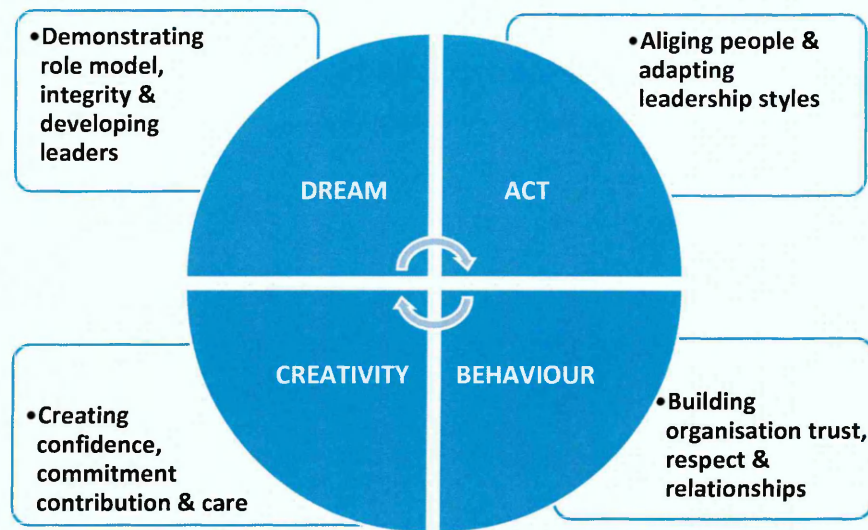 •Demonstrating
role model,
integrity &
developing
leaders
•Aliging people &
adapting
leadership styles
DREAM
ACT
CREATIVITY
BEHAVIOUR
•Creating
confidence,
commitment
contribution & care
•Building
organisation trust,
respect &
relationships